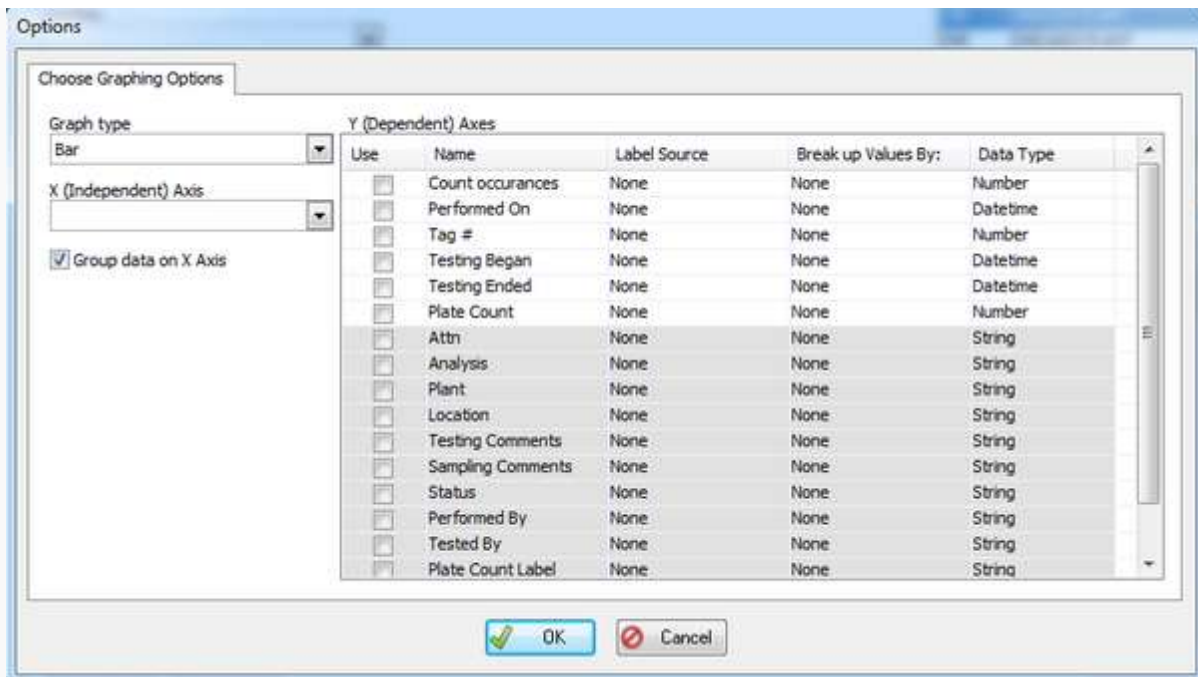 Options
Choose Graphing Options
Graph type
Bar
X (Independent) Axis
Group data on X Axis
Y (Dependent) Axes
Use Name Label Source Break up Values By: Data Type
Count occurances None None Number
Performed On None None Datetime
Tag # None None Number
Testing Began None None Datetime
Testing Ended None None Datetime
Plate Count None None Number
Attn None None String
Analysis None None String
Plant None None String
Location None None String
Testing Comments None None String
Sampling Comments None None String
Status None None String
Performed By None None String
Tested By None None String
Plate Count Label None None String
OK Cancel